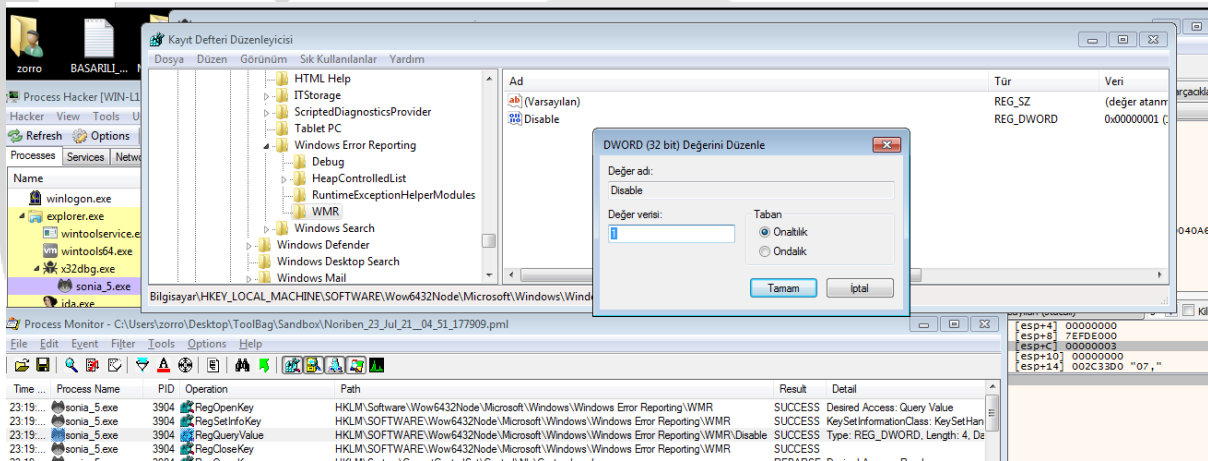 zorro
BASARILI_...
Kayıt Defteri Düzenleyicisi
Dosya Düzen Görünüm Sık Kullanılanlar Yardım
HTML Help
ITStorage
ScriptedDiagnosticsProvider
Tablet PC
Windows Error Reporting
Debug
HeapControlledList
RuntimeExceptionHelperModules
WMR
Windows Search
Windows Defender
Windows Desktop Search
Windows Mail
Ad Tür Veri
(Varsayılan) REG_SZ (değer atanm
Disable REG_DWORD 0x00000001 (
Bilgisayar\HKEY_LOCAL_MACHINE\SOFTWARE\Wow6432Node\Microsoft\Windows\Windo
DWORD (32 bit) Değerini Düzenle
Değer adı:
Disable
Değer verisi:
1
Taban
Onaltılık
Ondalık
Tamam İptal
Process Hacker [WIN-L1
Hacker View Tools U
Refresh Options
Processes Services Netwo
Name
winlogon.exe
explorer.exe
wintoolservice.e
wintools64.exe
x32dbg.exe
sonia_5.exe
ida.exe
040A6
[esp+4] 00000000
[esp+8] 7EFDE000
[esp+C] 00000003
[esp+10] 00000000
[esp+14] 002C33D0 "07,"
Process Monitor - C:\Users\zorro\Desktop\ToolBag\Sandbox\Noriben_23_Jul_21__04_51_177909.pml
File Edit Event Filter Tools Options Help
Time ... Process Name PID Operation Path Result Detail
23:19:... sonia_5.exe 3904 RegOpenKey HKLM\Software\Wow6432Node\Microsoft\Windows\Windows Error Reporting\WMR SUCCESS Desired Access: Query Value
23:19:... sonia_5.exe 3904 RegSetInfoKey HKLM\SOFTWARE\Wow6432Node\Microsoft\Windows\Windows Error Reporting\WMR SUCCESS KeySetInformationClass: KeySetHan
23:19:... sonia_5.exe 3904 RegQueryValue HKLM\SOFTWARE\Wow6432Node\Microsoft\Windows\Windows Error Reporting\WMR\Disable SUCCESS Type: REG_DWORD, Length: 4, Da
23:19:... sonia_5.exe 3904 RegCloseKey HKLM\SOFTWARE\Wow6432Node\Microsoft\Windows\Windows Error Reporting\WMR SUCCESS